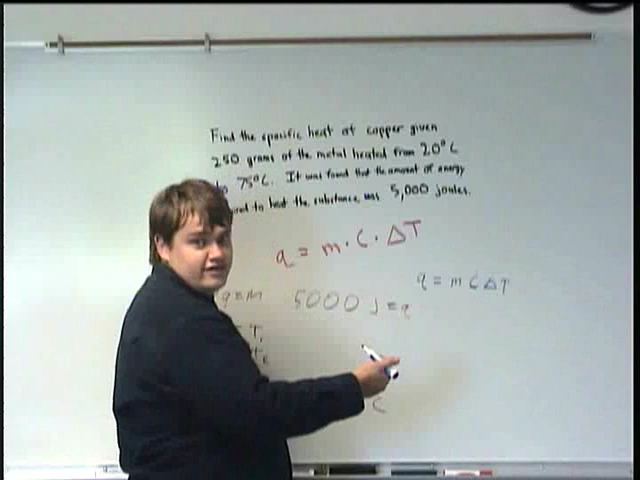 Find the specific heat of copper given
250 grams of the metal heated from 20°C
to 75°C. It was found that the amount of energy
to heat the substance was 5,000 joules.
q = m · C · ΔT
q = m C ΔT
q = m
5000 J = q
T,
C